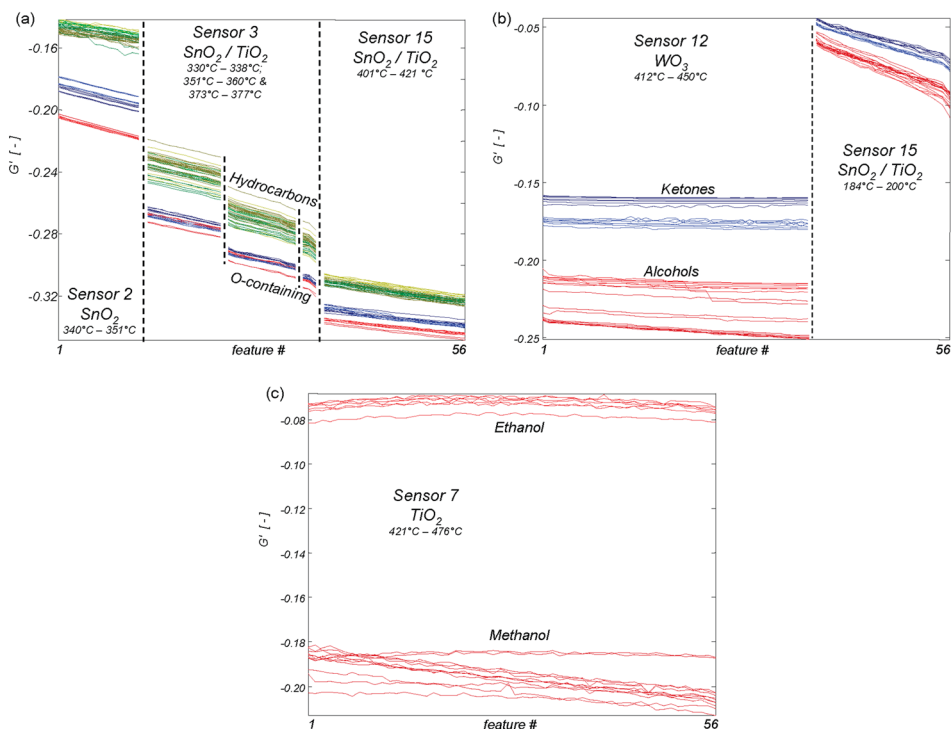 (a)
Sensor 3
SnO2 / TiO2
330°C – 338°C;
351°C – 360°C &
373°C – 377°C
Sensor 15
SnO2 / TiO2
401°C – 421 °C
-0.16
-0.20
-0.24
-0.28
-0.32
G' [ - ]
Hydrocarbons
O-containing
Sensor 2
SnO2
340°C – 351°C
1
feature #
56
(b)
Sensor 12
WO3
412°C – 450°C
-0.05
-0.10
-0.15
-0.20
-0.25
G' [ - ]
Sensor 15
SnO2 / TiO2
184°C – 200°C
Ketones
Alcohols
1
feature #
56
(c)
-0.08
-0.10
-0.12
-0.14
-0.16
-0.18
-0.20
G' [ - ]
Ethanol
Sensor 7
TiO2
421°C – 476°C
Methanol
1
feature #
56